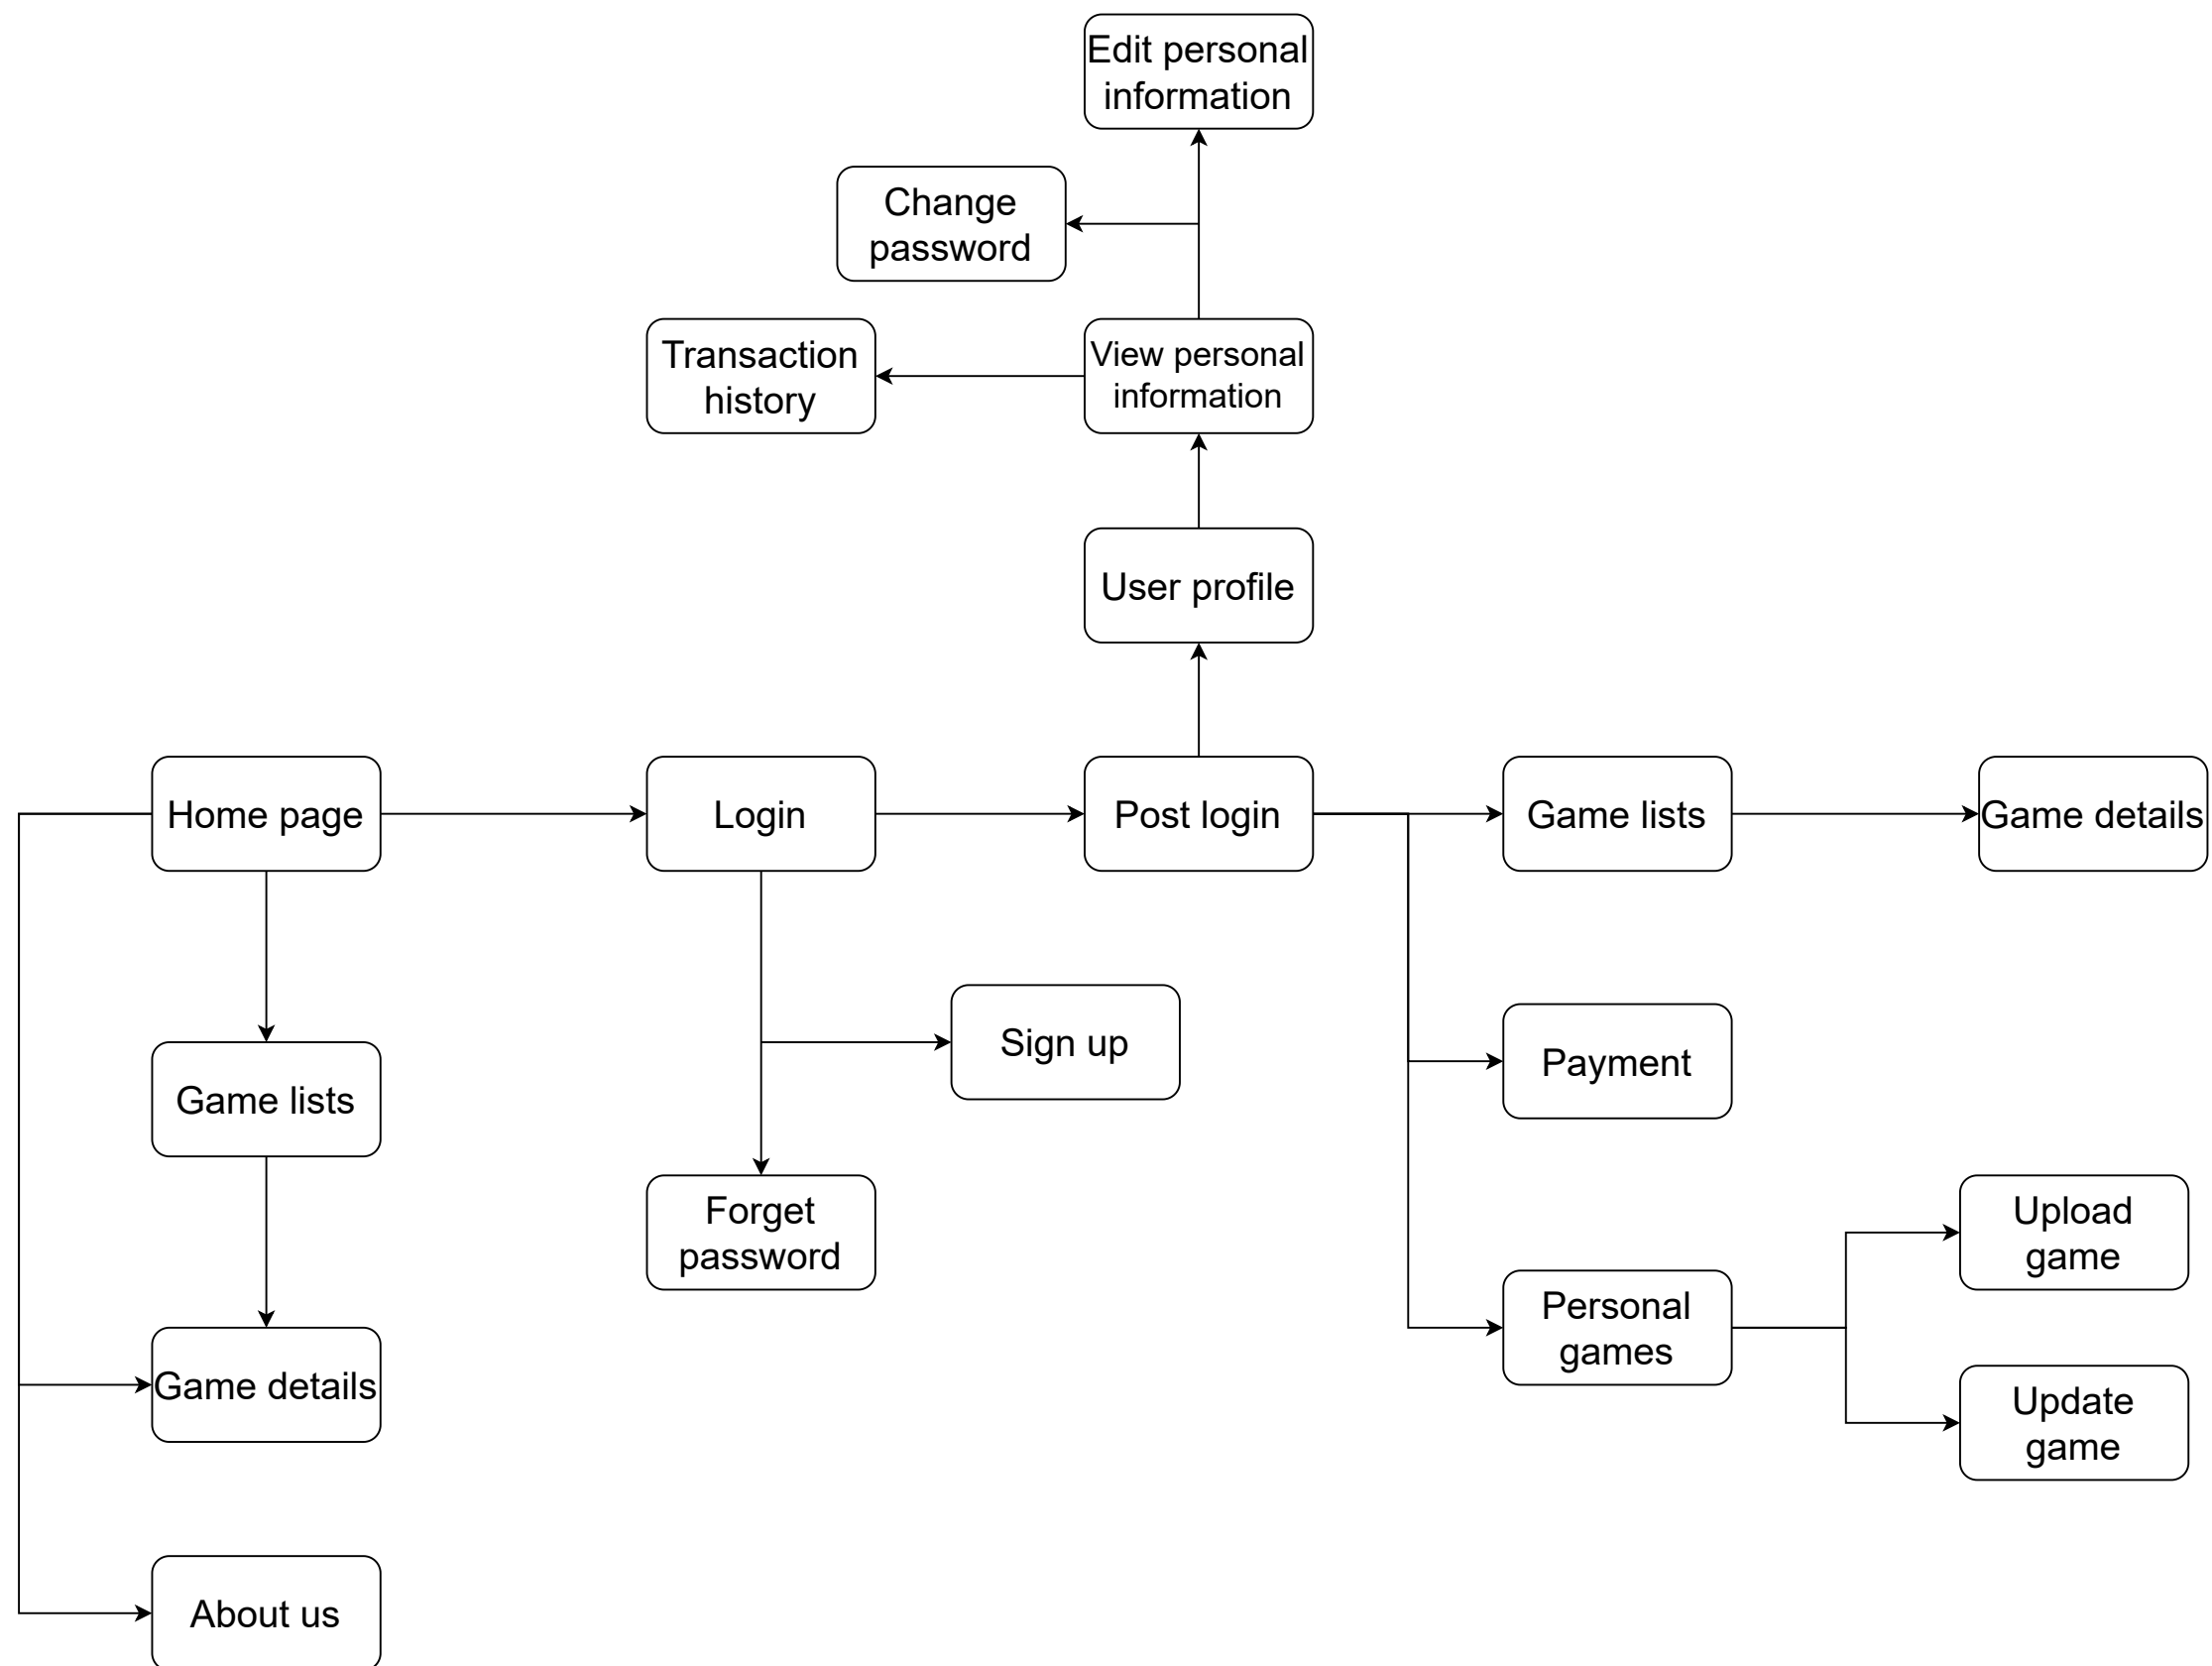 Edit personal
information
Change
password
Transaction
history
View personal
information
User profile
Home page
Login
Post login
Game lists
Game details
Sign up
Game lists
Payment
Forget
password
Upload
game
Personal
games
Game details
Update
game
About us